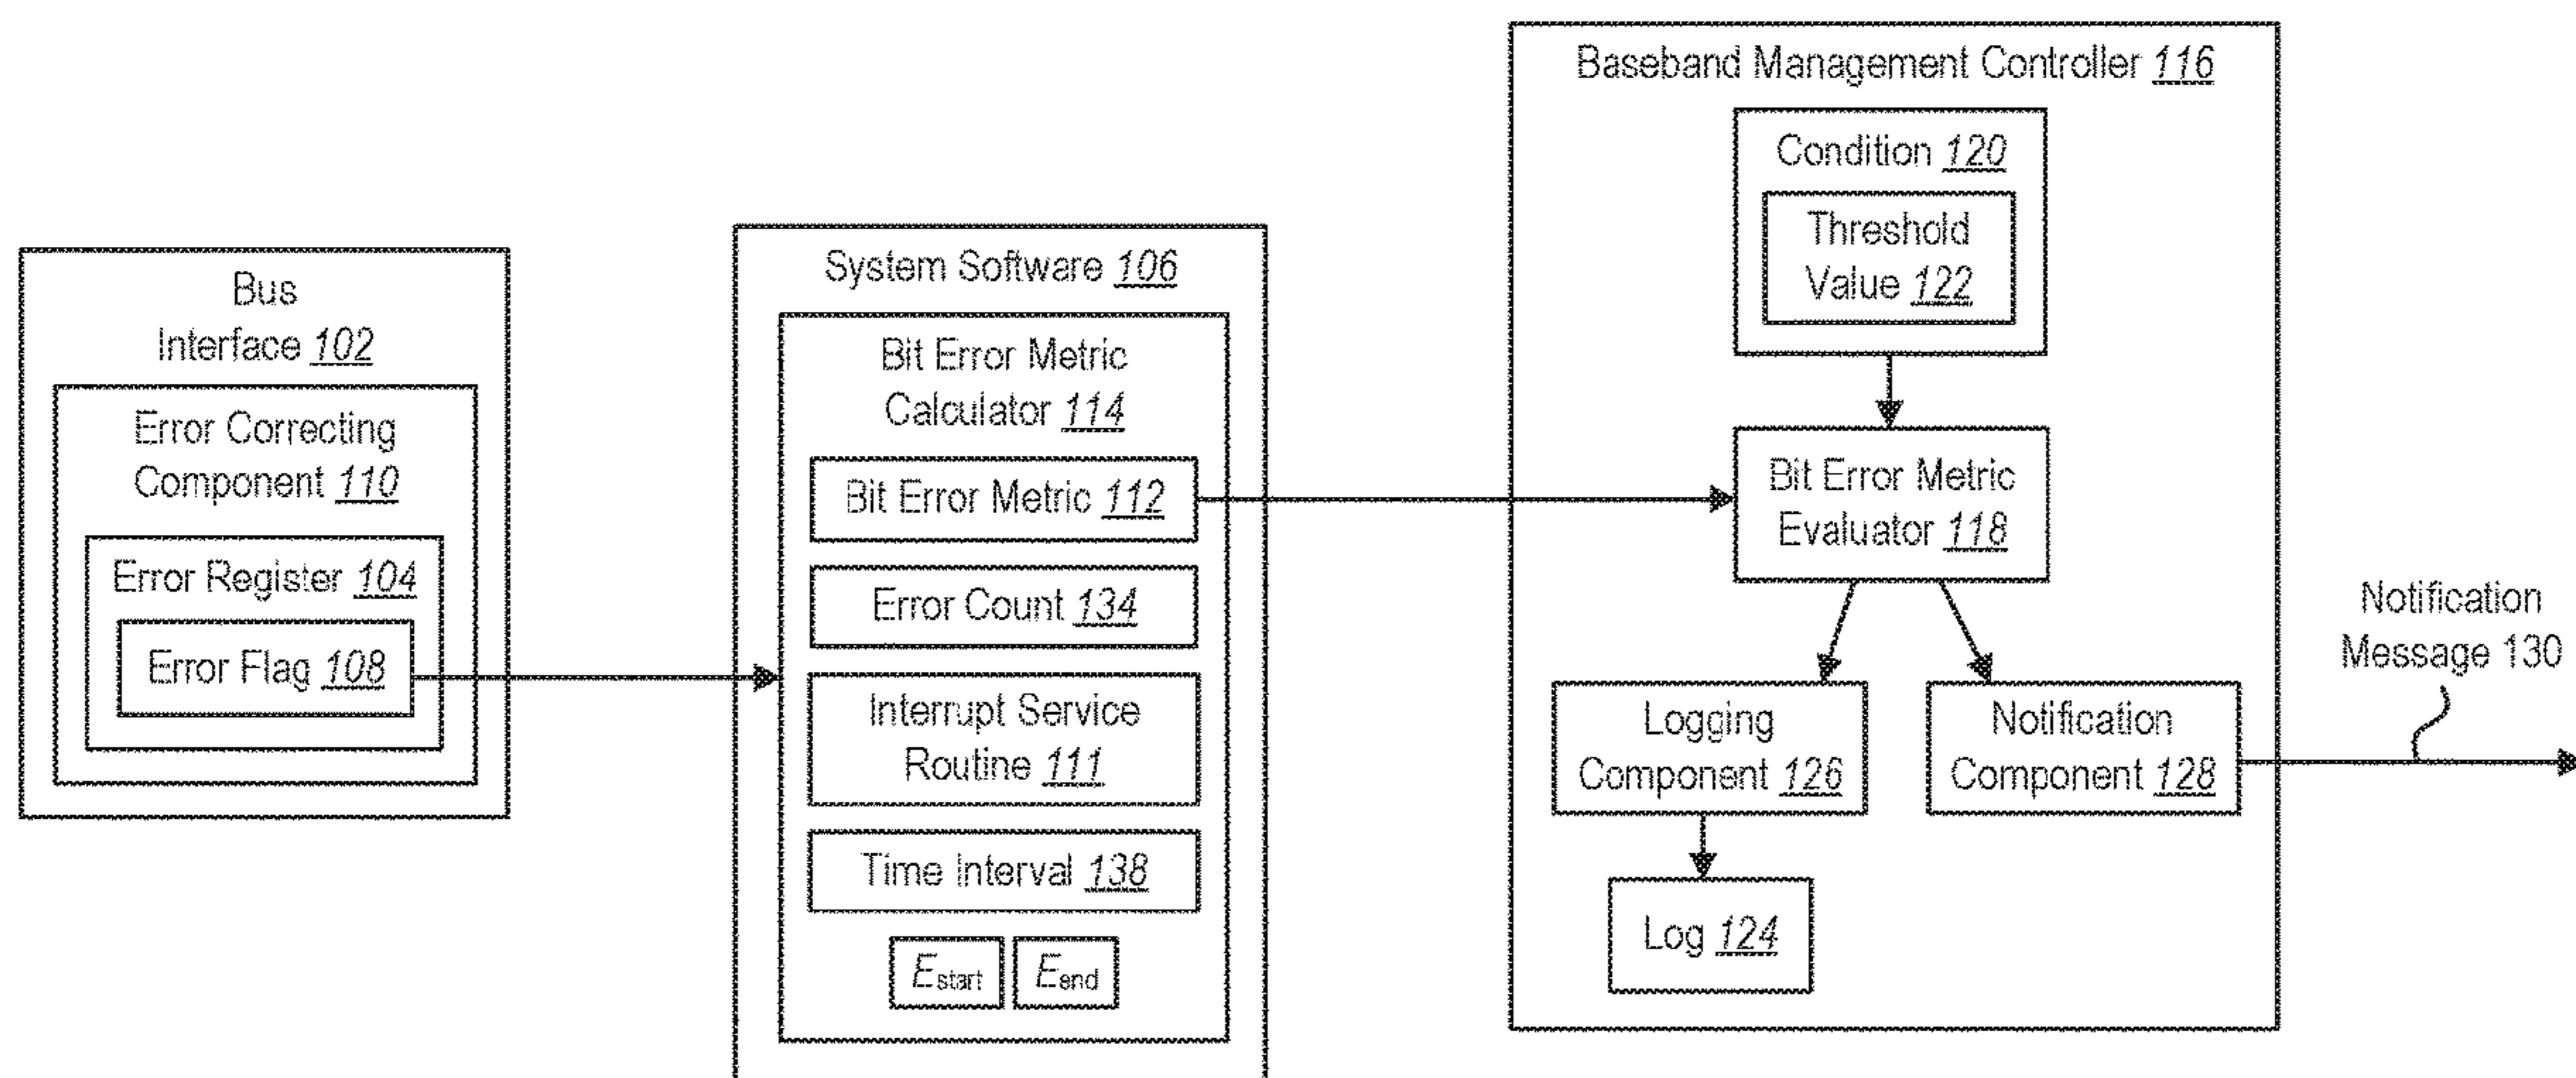 Bus
Interface 102
Error Correcting
Component 110
Error Register 104
Error Flag 108
System Software 106
Bit Error Metric
Calculator 114
Bit Error Metric 112
Error Count 134
Interrupt Service
Routine 111
Time Interval 138
Estart
Eend
Baseband Management Controller 116
Condition 120
Threshold
Value 122
Bit Error Metric
Evaluator 118
Logging
Component 126
Notification
Component 128
Log 124
Notification
Message 130